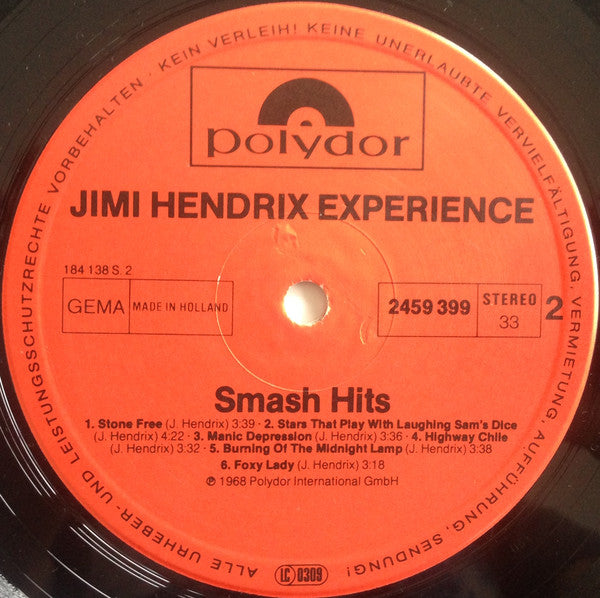 ALLE URHEBER- UND LEISTUNGSSCHUTZRECHTE VORBEHALTEN · KEIN VERLEIH! KEINE UNERLAUBTE VERVIELFÄLTIGUNG, VERMIETUNG, AUFFÜHRUNG, SENDUNG!
polydor
JIMI HENDRIX EXPERIENCE
184 138 S. 2
GEMA MADE IN HOLLAND
2459 399 STEREO 33 2
Smash Hits
1. Stone Free (J. Hendrix) 3:39 · 2. Stars That Play With Laughing Sam's Dice
(J. Hendrix) 4:22 · 3. Manic Depression (J. Hendrix) 3:36 · 4. Highway Chile
(J. Hendrix) 3:32 · 5. Burning Of The Midnight Lamp (J. Hendrix) 3:38
6. Foxy Lady (J. Hendrix) 3:18
℗ 1968 Polydor International GmbH
LC 0309